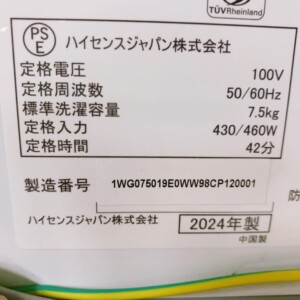 PS
E
TÜVRheinland
ハイセンスジャパン株式会社
定格電圧 100V
定格周波数 50/60Hz
標準洗濯容量 7.5kg
定格入力 430/460W
定格時間 42分
製造番号 1WG075019E0WW98CP120001
防
ハイセンスジャパン株式会社 2024年製
中国製